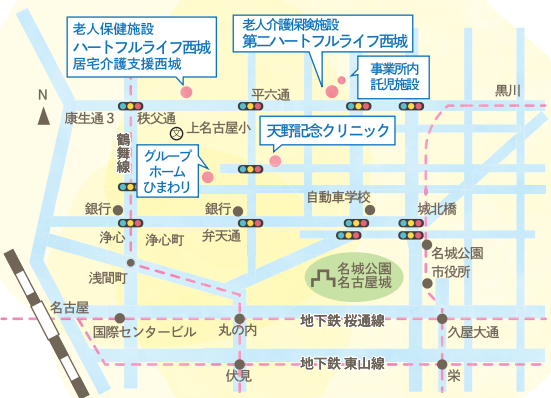 老人保健施設
ハートフルライフ西城
居宅介護支援西城
老人介護保険施設
第二ハートフルライフ西城
事業所内
託児施設
N
平六通
黒川
康生通3
秩父通
文
上名古屋小
天野記念クリニック
鶴舞線
グループ
ホーム
ひまわり
自動車学校
銀行
銀行
城北橋
浄心
浄心町
弁天通
名城公園
市役所
浅間町
名城公園
名古屋城
名古屋
国際センタービル
丸の内
地下鉄 桜通線
久屋大通
地下鉄 東山線
伏見
栄